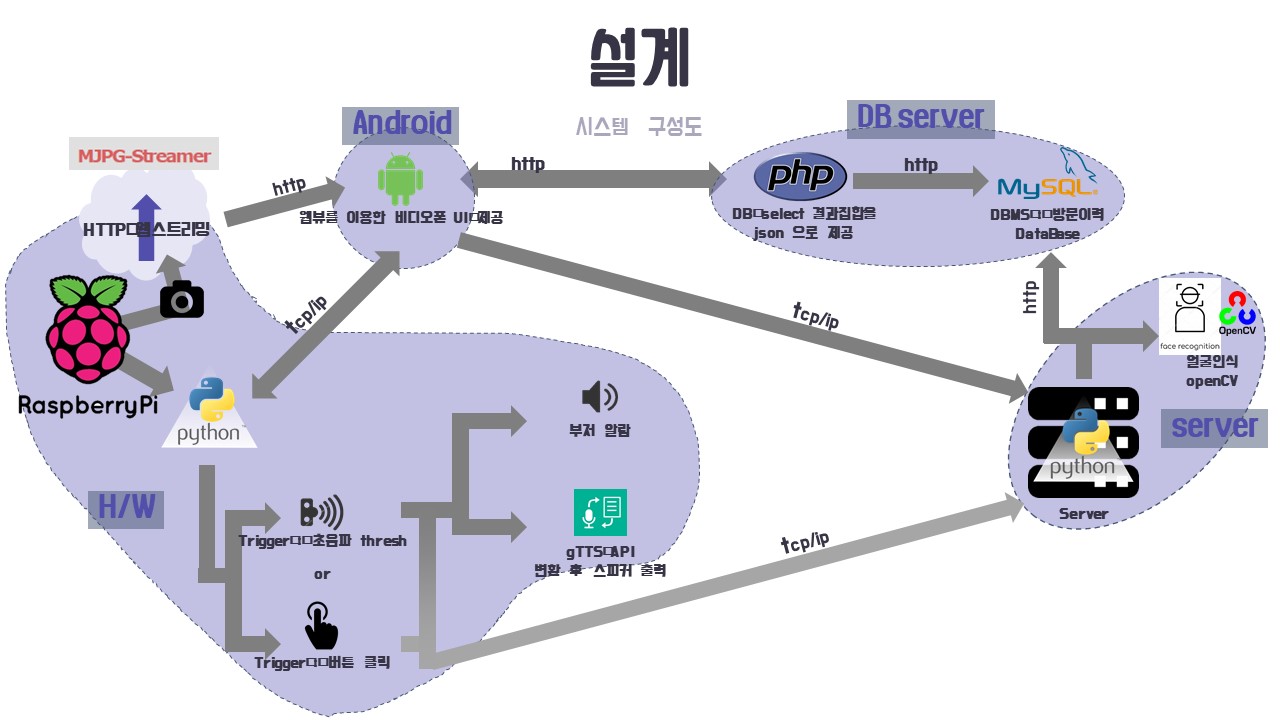 설계
시스템 구성도
Android
DB server
MJPG-Streamer
http
http
php
http
MySQL®
HTTP 웹스트리밍
웹뷰를 이용한 비디오폰 UI 제공
DB select 결과집합을
json 으로 제공
DBMS 방문이력
DataBase
http
tcp/ip
tcp/ip
face recognition
OpenCV
얼굴인식
openCV
RaspberryPi
python™
부저 알람
server
python
Server
H/W
Trigger 초음파 thresh
or
gTTS API
변환 후 스피커 출력
tcp/ip
Trigger 버튼 클릭